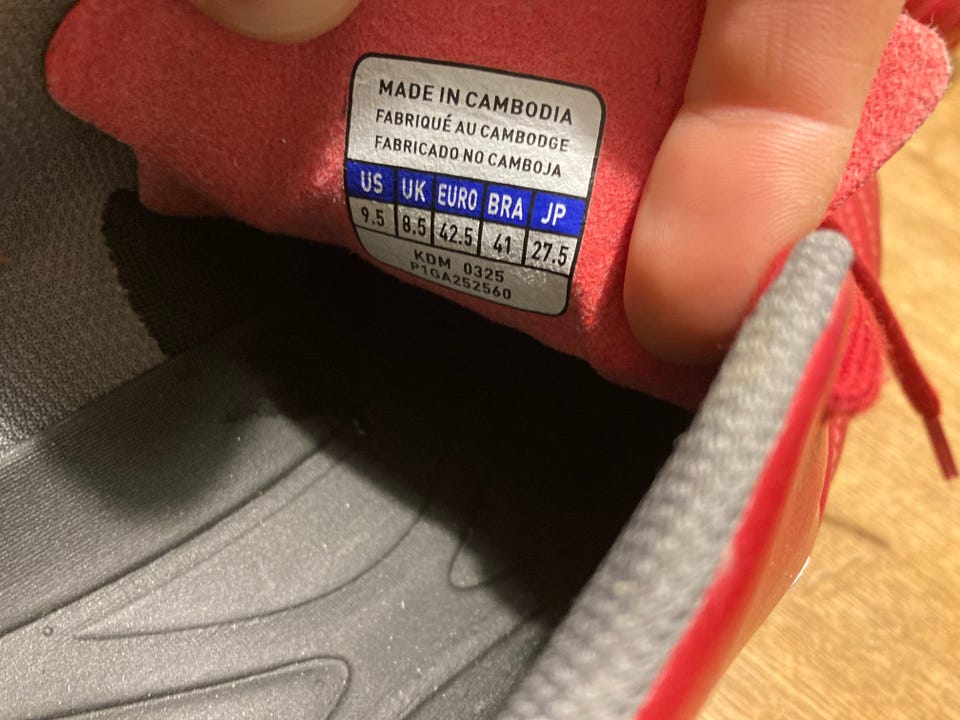 MADE IN CAMBODIA
FABRIQUÉ AU CAMBODGE
FABRICADO NO CAMBOJA
US UK EURO BRA JP
9.5 8.5 42.5 41 27.5
KDM 0325
P1GA252560